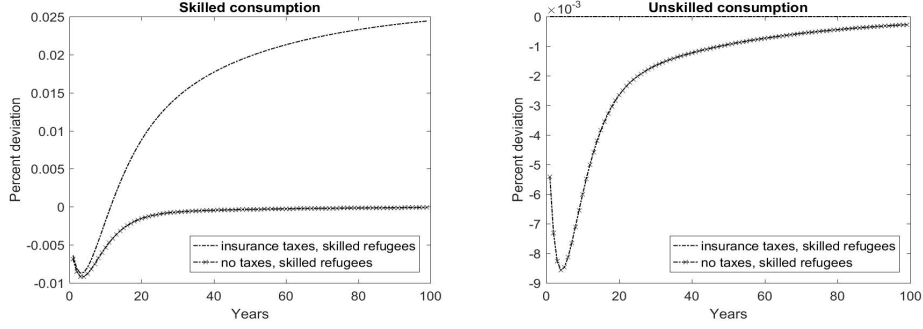 Skilled consumption
Percent deviation
0.025
0.02
0.015
0.01
0.005
0
-0.005
-0.01
0 20 40 60 80 100
Years
insurance taxes, skilled refugees
no taxes, skilled refugees
Unskilled consumption
×10⁻³
Percent deviation
0
-1
-2
-3
-4
-5
-6
-7
-8
-9
0 20 40 60 80 100
Years
insurance taxes, skilled refugees
no taxes, skilled refugees